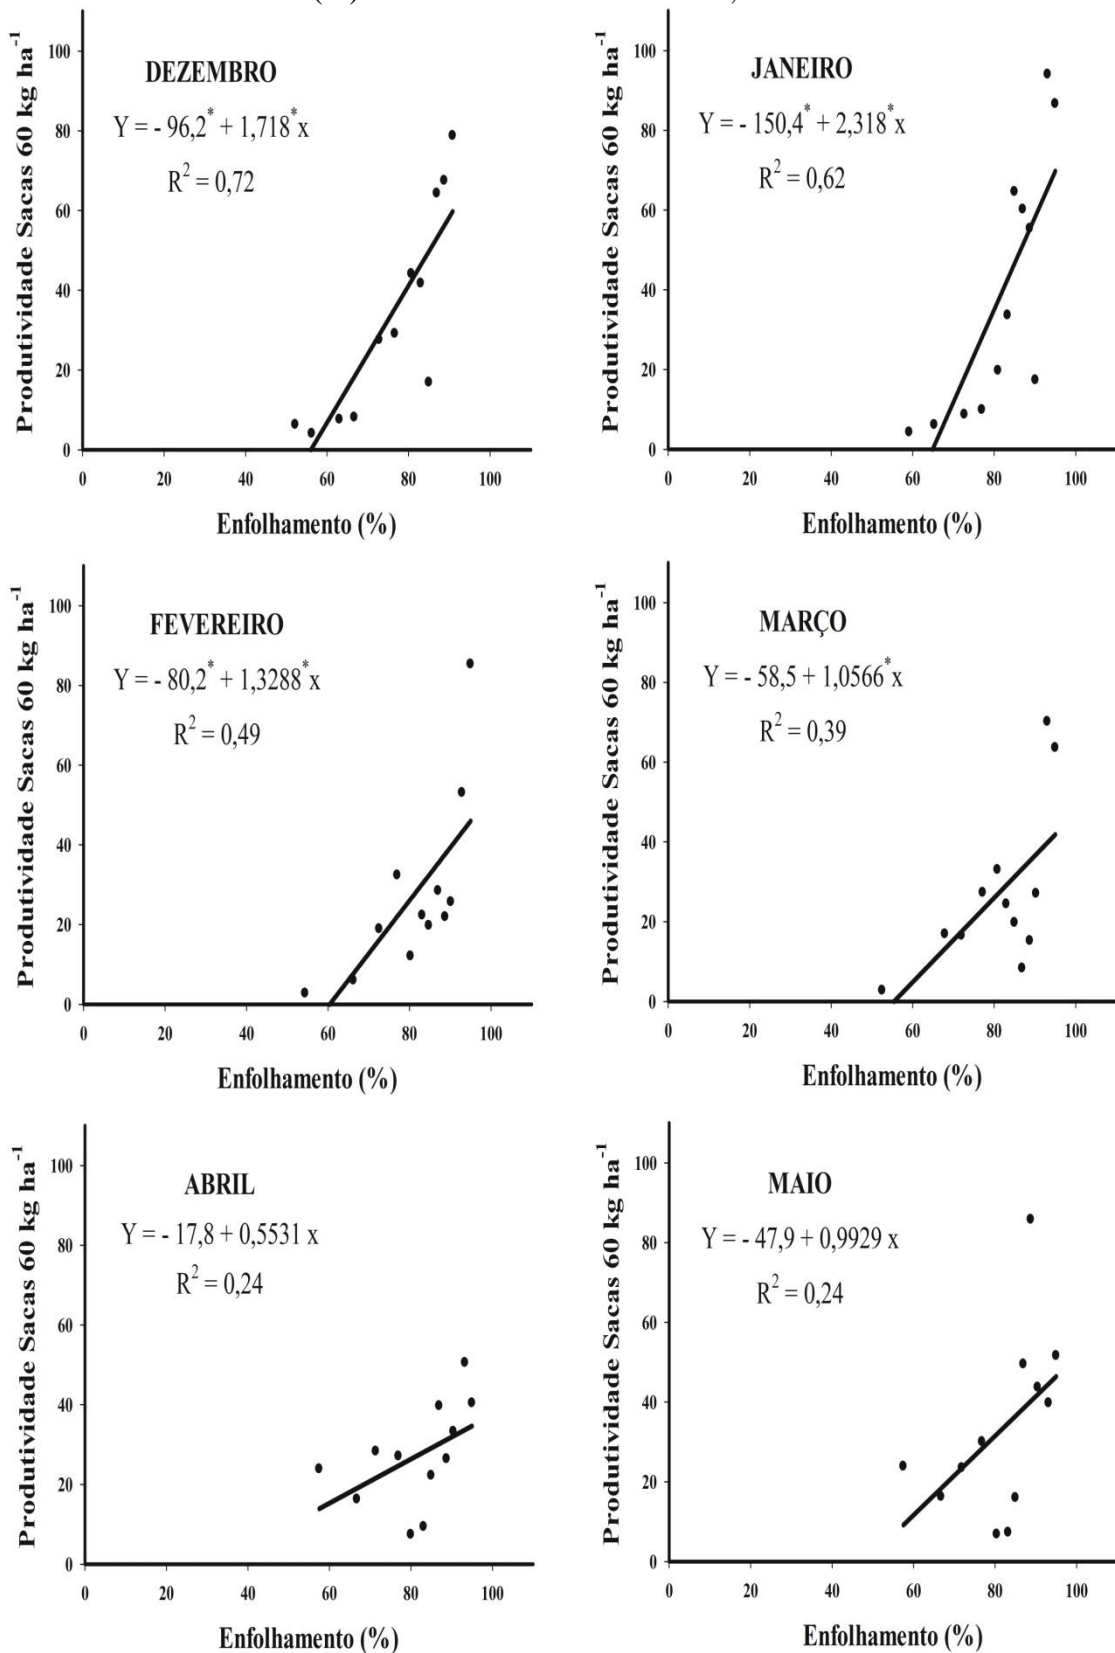 Produtividade Sacas 60 kg ha⁻¹
DEZEMBRO
Y = - 96,2* + 1,718*x
R² = 0,72
100
80
60
40
20
0
0 20 40 60 80 100
Enfolhamento (%)
Produtividade Sacas 60 kg ha⁻¹
JANEIRO
Y = - 150,4* + 2,318*x
R² = 0,62
100
80
60
40
20
0
0 20 40 60 80 100
Enfolhamento (%)
Produtividade Sacas 60 kg ha⁻¹
FEVEREIRO
Y = - 80,2* + 1,3288*x
R² = 0,49
100
80
60
40
20
0
0 20 40 60 80 100
Enfolhamento (%)
Produtividade Sacas 60 kg ha⁻¹
MARÇO
Y = - 58,5 + 1,0566*x
R² = 0,39
100
80
60
40
20
0
0 20 40 60 80 100
Enfolhamento (%)
Produtividade Sacas 60 kg ha⁻¹
ABRIL
Y = - 17,8 + 0,5531 x
R² = 0,24
100
80
60
40
20
0
0 20 40 60 80 100
Enfolhamento (%)
Produtividade Sacas 60 kg ha⁻¹
MAIO
Y = - 47,9 + 0,9929 x
R² = 0,24
100
80
60
40
20
0
0 20 40 60 80 100
Enfolhamento (%)